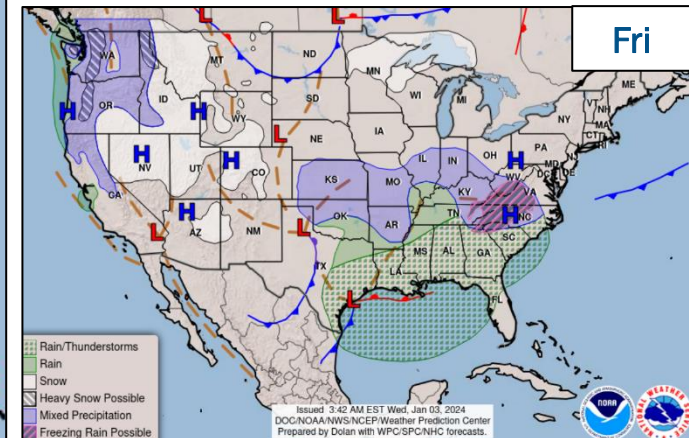 Fri
L
L
WA
MT
ND
MN
ME
OR
ID
WI
MI
VT
NH
NY
MA
CT
RI
H
H
WY
SD
IA
PA
L
NE
H
H
NV
UT
CO
IL
IN
OH
H
MD
DE
DC
WV
VA
CA
KS
MO
KY
H
AZ
NM
OK
AR
TN
H
NC
SC
L
L
TX
MS
AL
GA
LA
L
FL
Rain/Thunderstorms
Rain
Snow
Heavy Snow Possible
Mixed Precipitation
Freezing Rain Possible
Issued 3:42 AM EST Wed, Jan 03, 2024
DOC/NOAA/NWS/NCEP/Weather Prediction Center
Prepared by Dolan with WPC/SPC/NHC forecasts.
NOAA